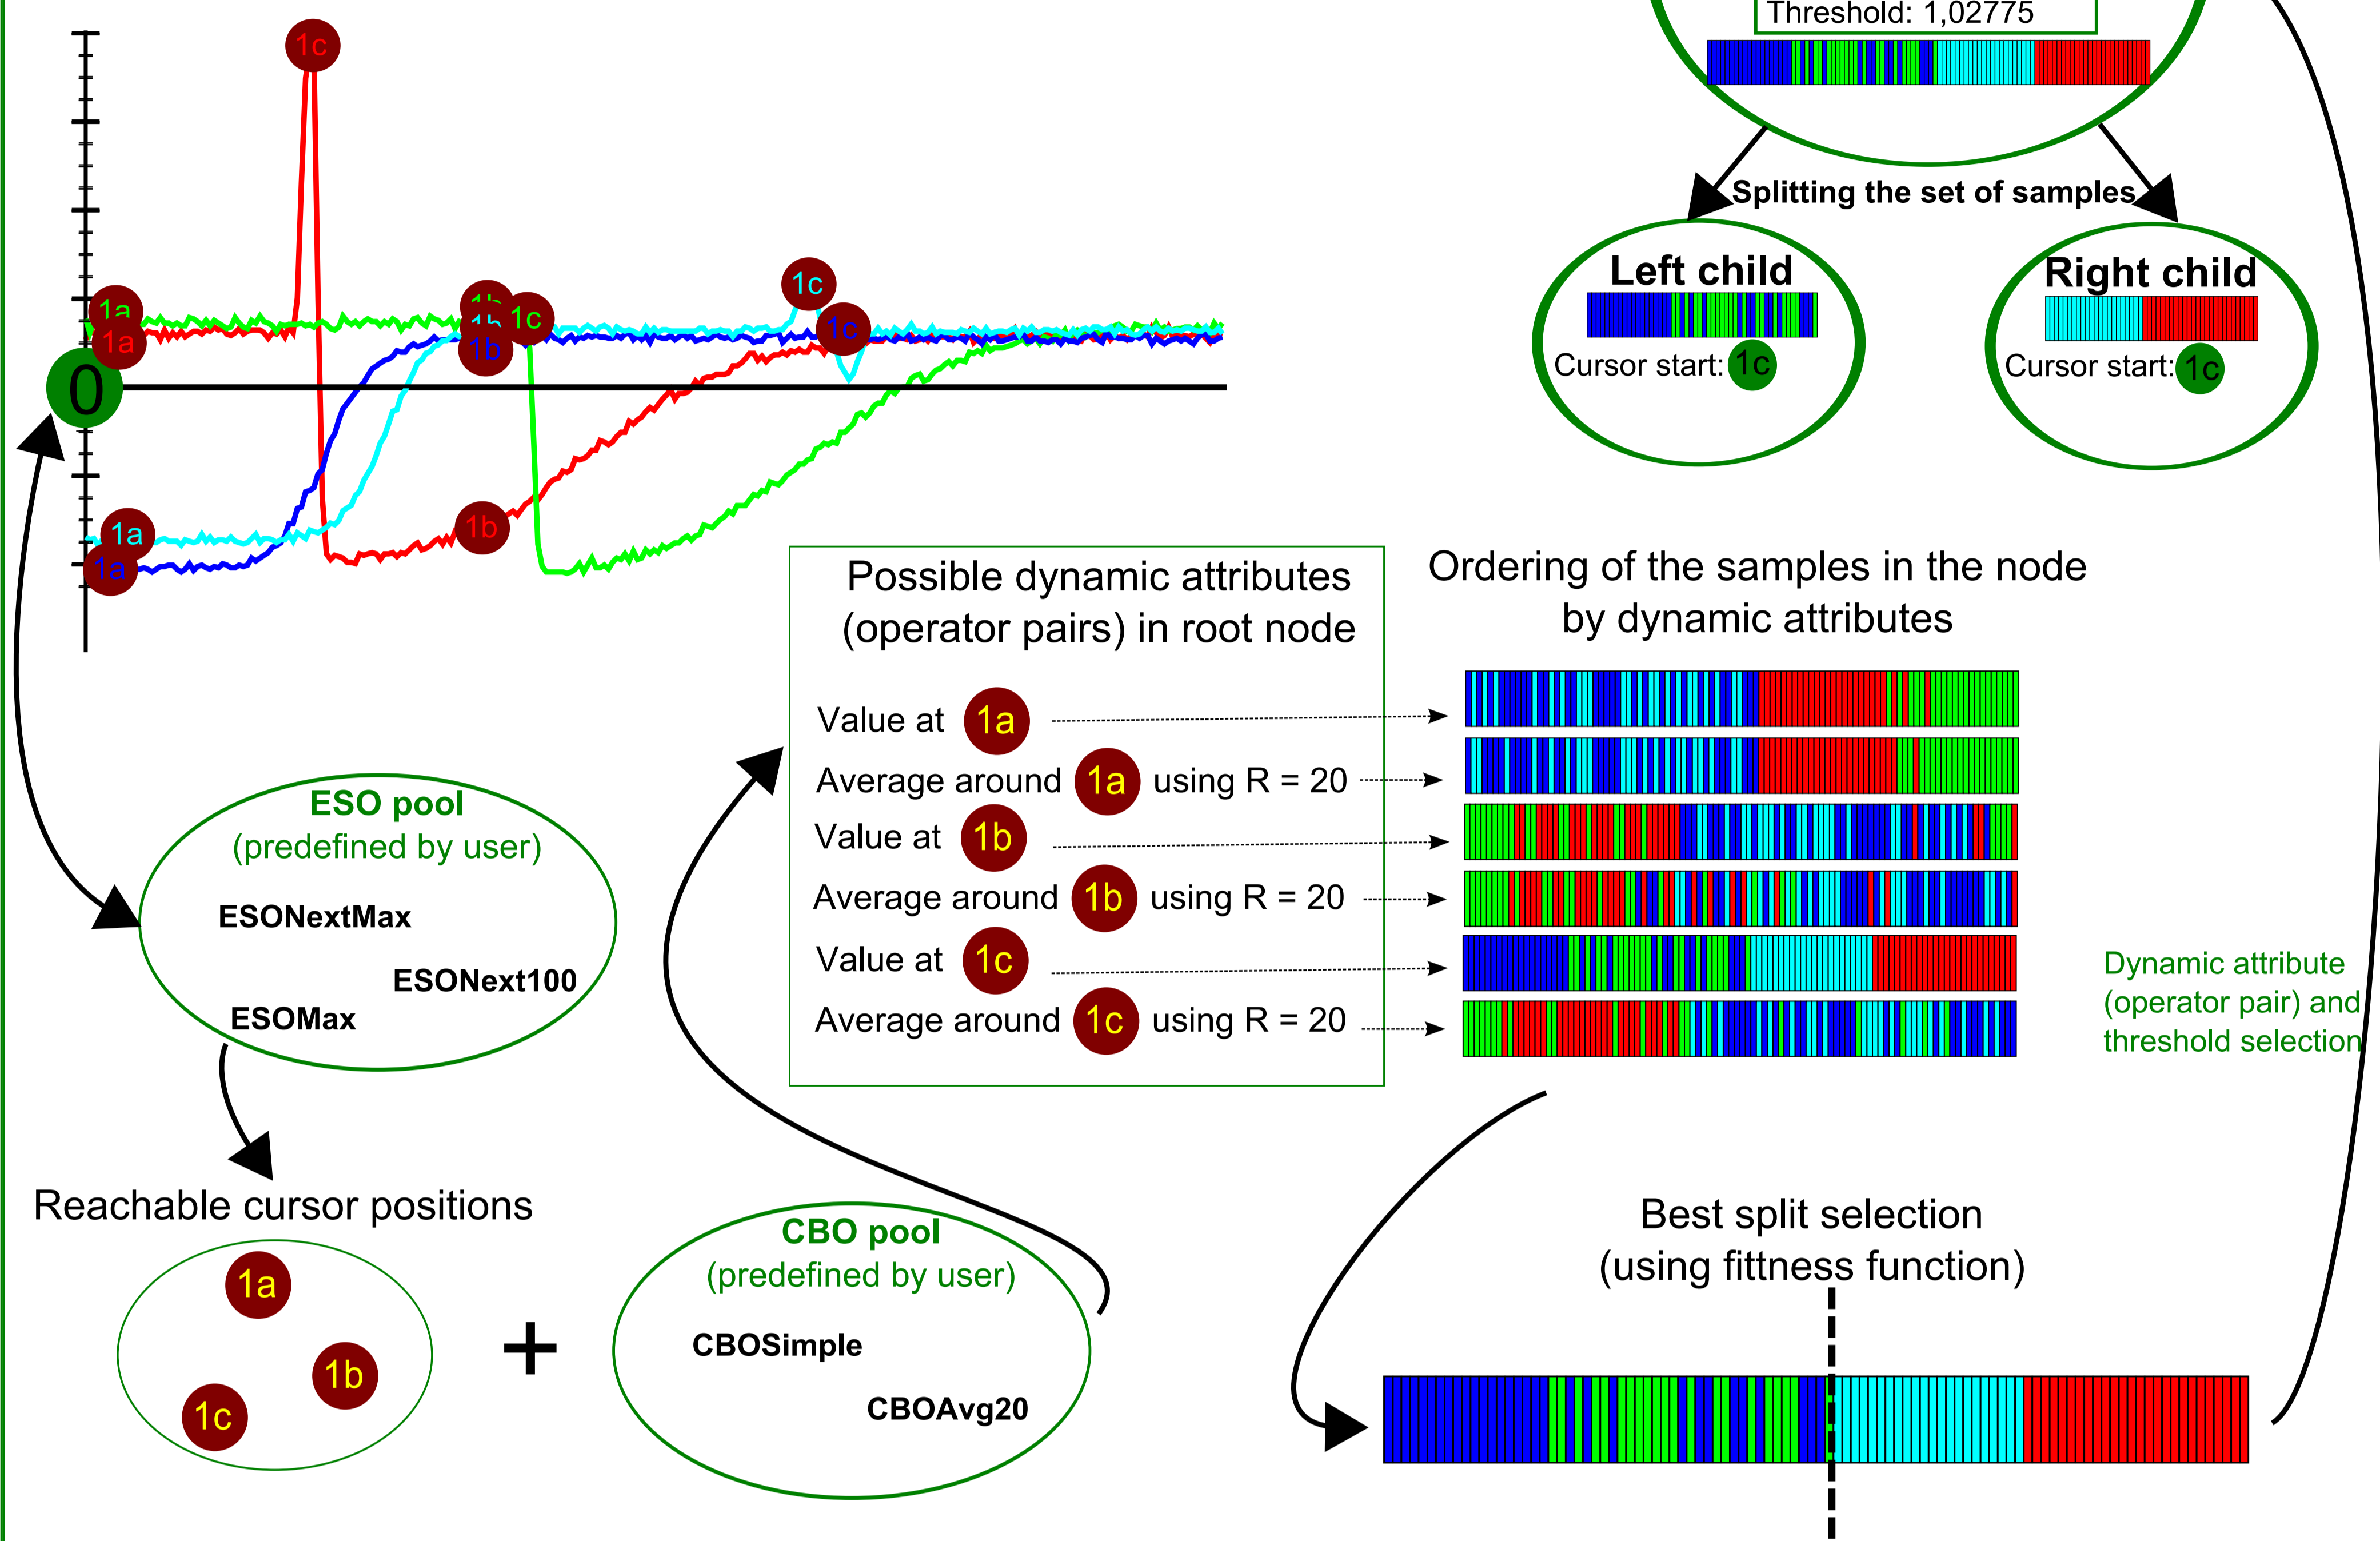 Threshold: 1,02775
Splitting the set of samples
Left child
Cursor start: 1c
Right child
Cursor start: 1c
1c
1a
1a
0
1a
1a
1b
1b
1b
1b
1c
1c
1c
Possible dynamic attributes
(operator pairs) in root node
Value at 1a
Average around 1a using R = 20
Value at 1b
Average around 1b using R = 20
Value at 1c
Average around 1c using R = 20
Ordering of the samples in the node
by dynamic attributes
Dynamic attribute
(operator pair) and
threshold selection
ESO pool
(predefined by user)
ESONextMax
ESONext100
ESOMax
Reachable cursor positions
1a
1b
1c
+
CBO pool
(predefined by user)
CBOSimple
CBOAvg20
Best split selection
(using fittness function)